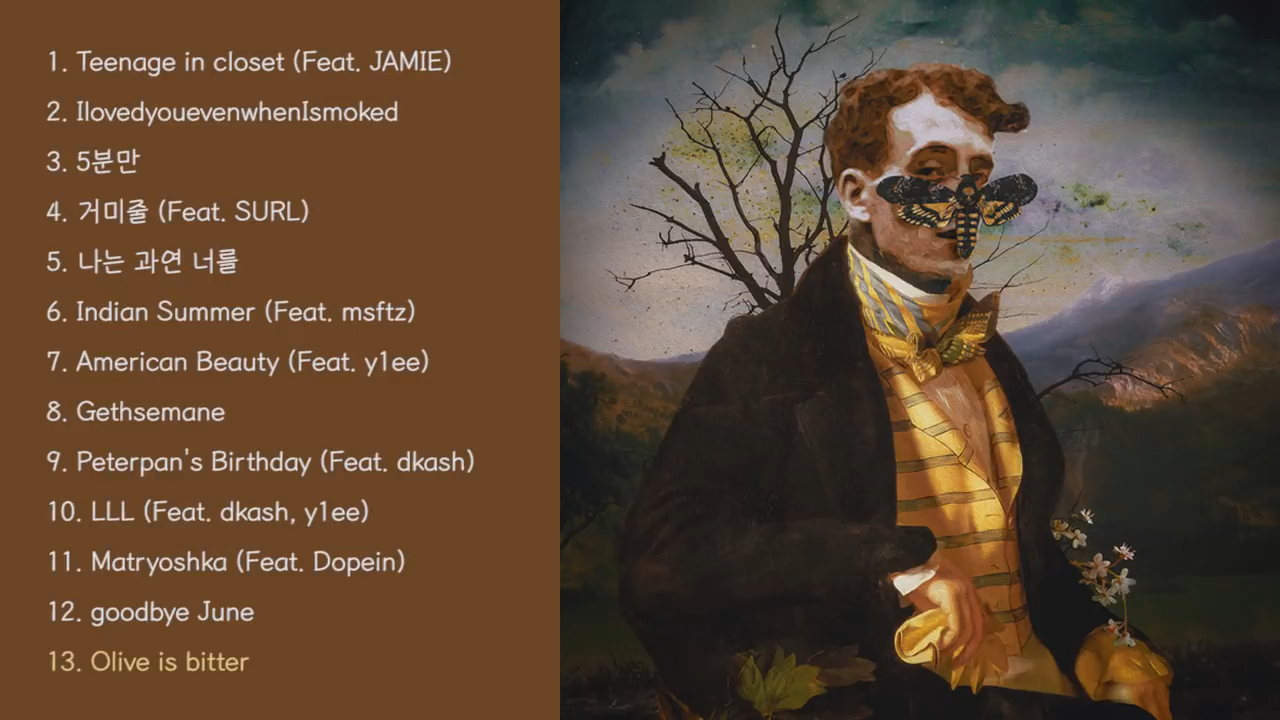 1. Teenage in closet (Feat. JAMIE)
2. IlovedyouevenwhenIsmoked
3. 5분만
4. 거미줄 (Feat. SURL)
5. 나는 과연 너를
6. Indian Summer (Feat. msftz)
7. American Beauty (Feat. y1ee)
8. Gethsemane
9. Peterpan's Birthday (Feat. dkash)
10. LLL (Feat. dkash, y1ee)
11. Matryoshka (Feat. Dopein)
12. goodbye June
13. Olive is bitter